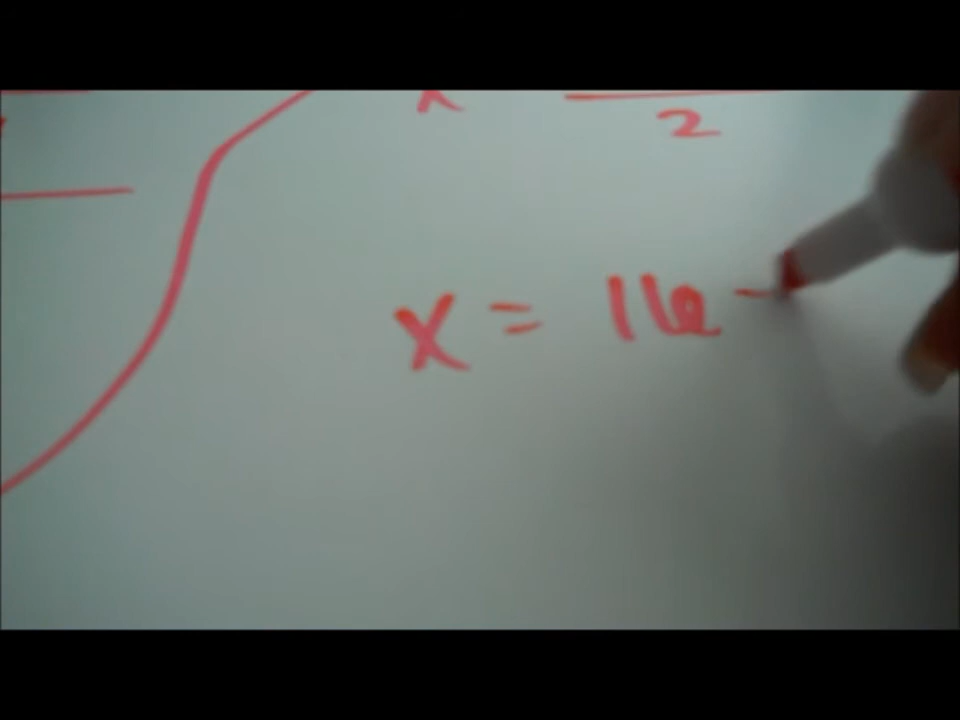 x 2
x = 16 -